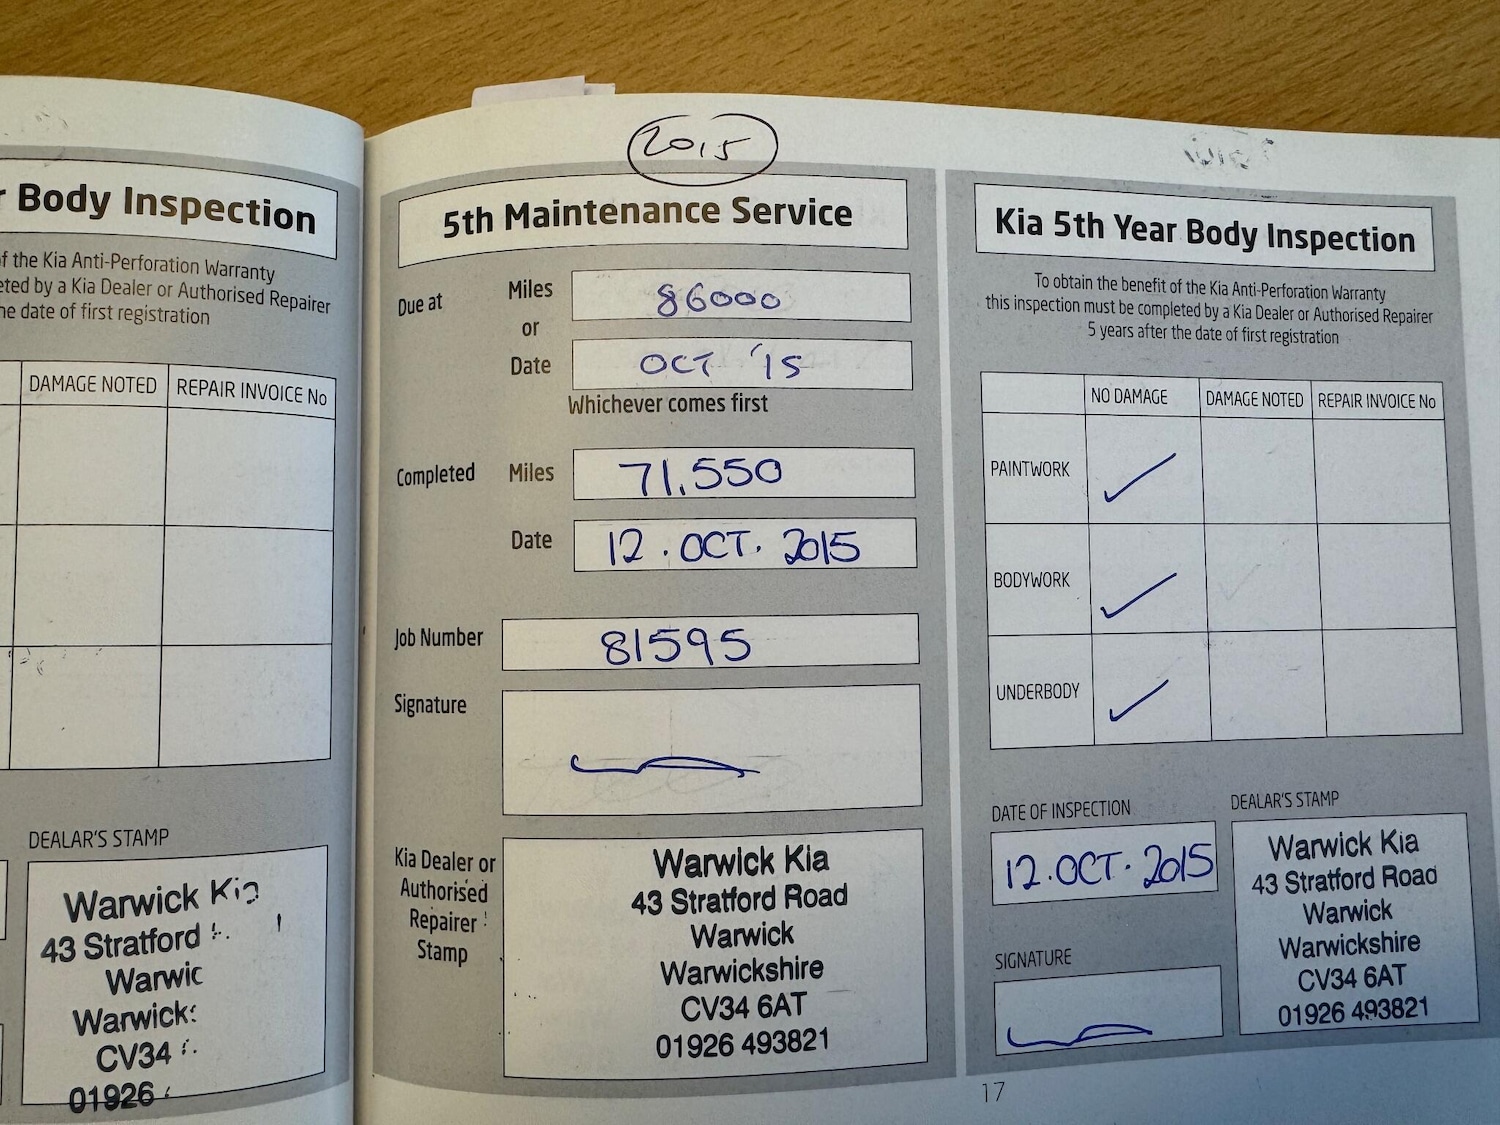 r Body Inspection
f the Kia Anti-Perforation Warranty
eted by a Kia Dealer or Authorised Repairer
he date of first registration
DAMAGE NOTED REPAIR INVOICE No
DEALAR'S STAMP
Warwick Kia
43 Stratford
Warwic
Warwicks
CV34
01926
2015
5th Maintenance Service
Due at Miles 86000
or
Date OCT '15
Whichever comes first
Completed Miles 71,550
Date 12. OCT. 2015
Job Number 81595
Signature
Kia Dealer or
Authorised
Repairer
Stamp
Warwick Kia
43 Stratford Road
Warwick
Warwickshire
CV34 6AT
01926 493821
Kia 5th Year Body Inspection
To obtain the benefit of the Kia Anti-Perforation Warranty
this inspection must be completed by a Kia Dealer or Authorised Repairer
5 years after the date of first registration
NO DAMAGE DAMAGE NOTED REPAIR INVOICE No
PAINTWORK
BODYWORK
UNDERBODY
DATE OF INSPECTION
12.OCT.2015
SIGNATURE
DEALAR'S STAMP
Warwick Kia
43 Stratford Road
Warwick
Warwickshire
CV34 6AT
01926 493821
17